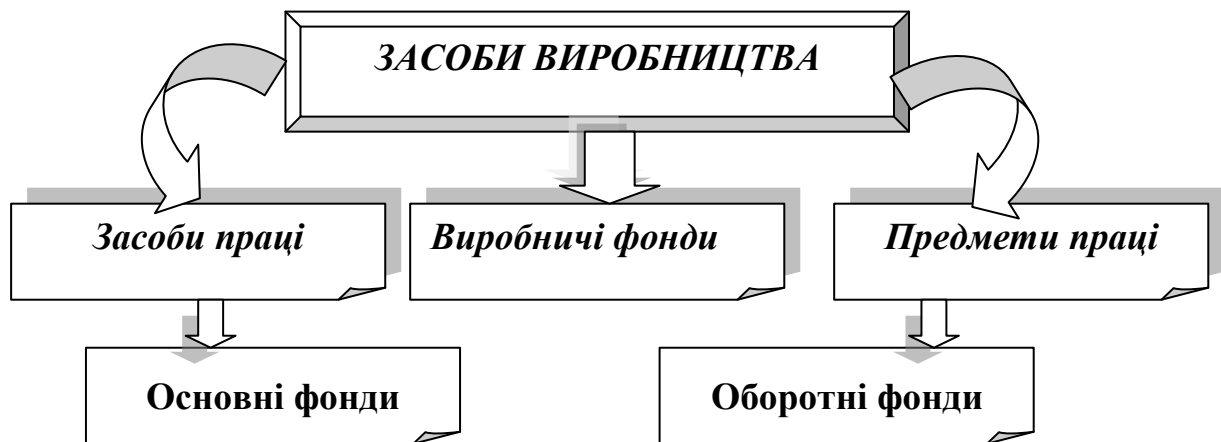 ЗАСОБИ ВИРОБНИЦТВА
Засоби праці
Виробничі фонди
Предмети праці
Основні фонди
Оборотні фонди